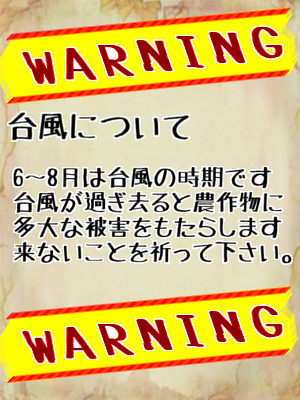 WARNING
台風について
6〜8月は台風の時期です
台風が過ぎ去ると農作物に
多大な被害をもたらします
来ないことを祈って下さい。
WARNING